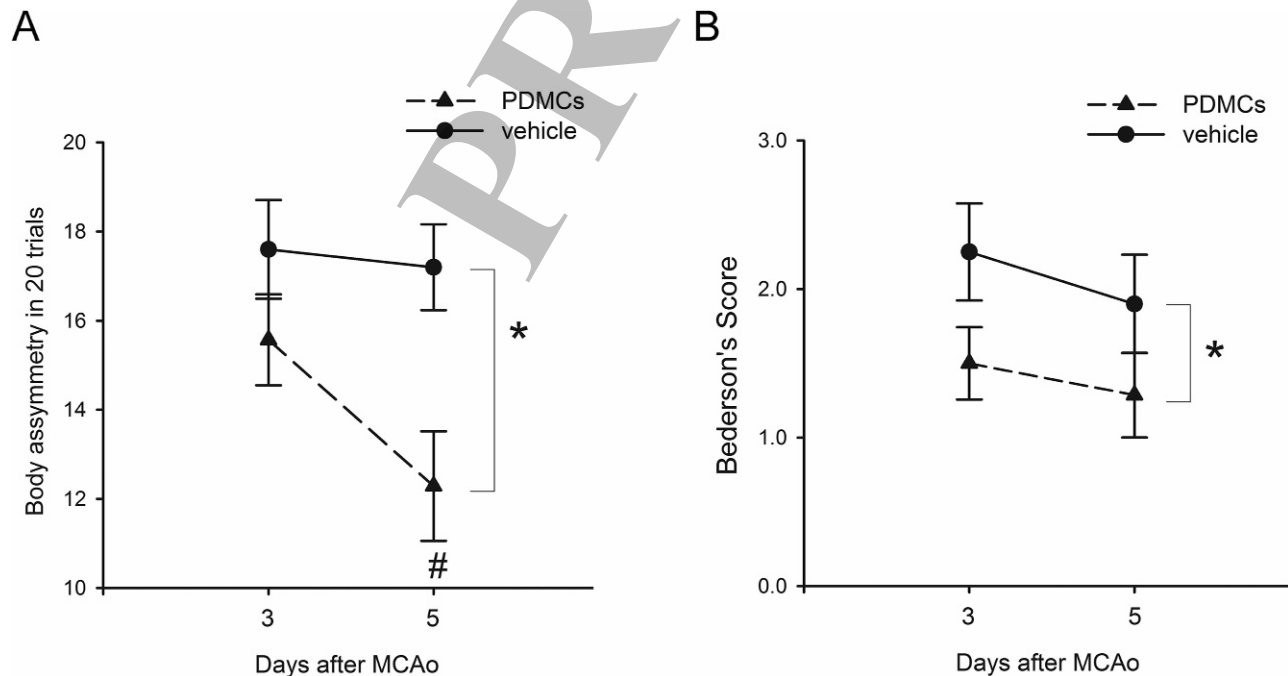 A
PDMCs
vehicle
Body assymmetry in 20 trials
20
18
16
14
12
10
*
#
3
5
Days after MCAo
PR
B
PDMCs
vehicle
Bederson's Score
3.0
2.0
1.0
0.0
*
3
5
Days after MCAo